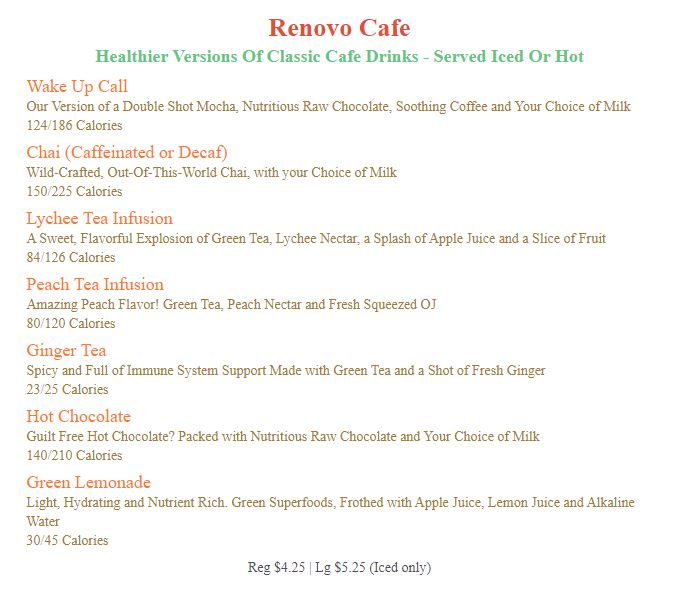 Renovo Cafe
Healthier Versions Of Classic Cafe Drinks - Served Iced Or Hot
Wake Up Call
Our Version of a Double Shot Mocha, Nutritious Raw Chocolate, Soothing Coffee and Your Choice of Milk
124/186 Calories
Chai (Caffeinated or Decaf)
Wild-Crafted, Out-Of-This-World Chai, with your Choice of Milk
150/225 Calories
Lychee Tea Infusion
A Sweet, Flavorful Explosion of Green Tea, Lychee Nectar, a Splash of Apple Juice and a Slice of Fruit
84/126 Calories
Peach Tea Infusion
Amazing Peach Flavor! Green Tea, Peach Nectar and Fresh Squeezed OJ
80/120 Calories
Ginger Tea
Spicy and Full of Immune System Support Made with Green Tea and a Shot of Fresh Ginger
23/25 Calories
Hot Chocolate
Guilt Free Hot Chocolate? Packed with Nutritious Raw Chocolate and Your Choice of Milk
140/210 Calories
Green Lemonade
Light, Hydrating and Nutrient Rich. Green Superfoods, Frothed with Apple Juice, Lemon Juice and Alkaline
Water
30/45 Calories
Reg $4.25 | Lg $5.25 (Iced only)